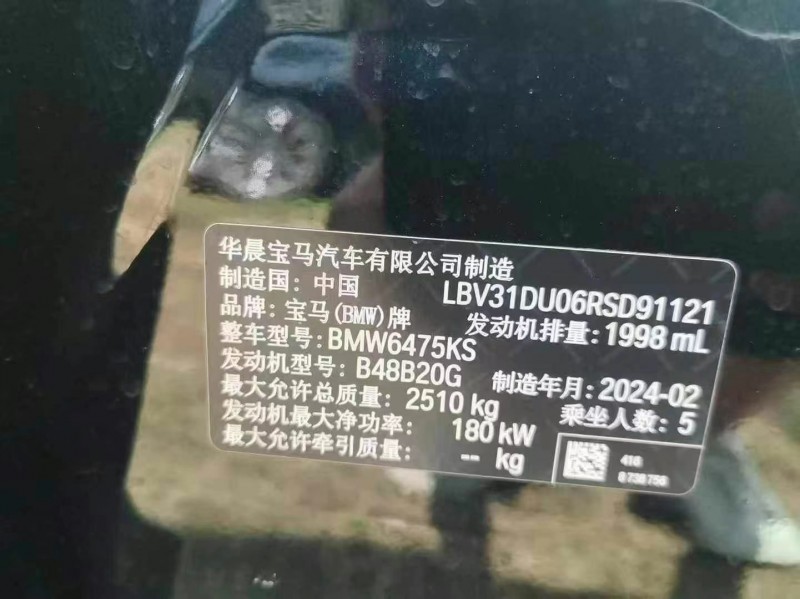 华晨宝马汽车有限公司制造
制造国: 中国 LBV31DU06RSD91121
品牌: 宝马(BMW)牌 发动机排量: 1998 mL
整车型号: BMW6475KS
发动机型号: B48B20G 制造年月: 2024-02
最大允许总质量: 2510 kg 乘坐人数: 5
发动机最大净功率: 180 kW
最大允许牵引质量: -- kg
416
8 738 758